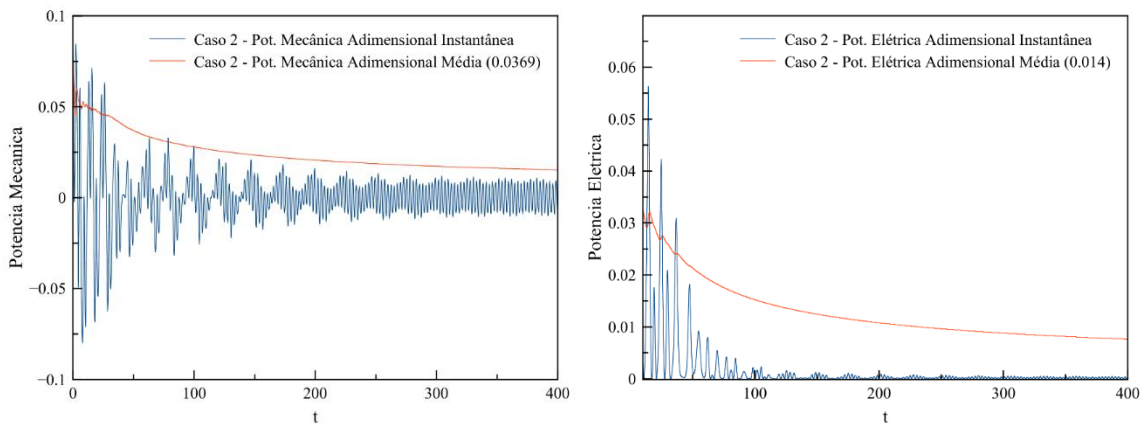 Caso 2 - Pot. Mecânica Adimensional Instantânea
Caso 2 - Pot. Mecânica Adimensional Média (0.0369)
Potencia Mecanica
0.1
0.05
0
−0.05
−0.1
0
100
200
300
400
t
Caso 2 - Pot. Elétrica Adimensional Instantânea
Caso 2 - Pot. Elétrica Adimensional Média (0.014)
Potencia Eletrica
0.06
0.05
0.04
0.03
0.02
0.01
0
100
200
300
400
t